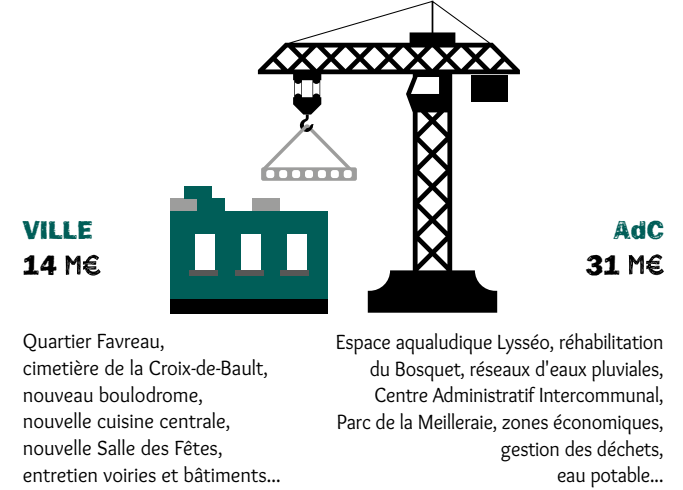 VILLE
14 M€
Quartier Favreau,
cimetière de la Croix-de-Bault,
nouveau boulodrome,
nouvelle cuisine centrale,
nouvelle Salle des Fêtes,
entretien voiries et bâtiments...
AdC
31 M€
Espace aqualudique Lysséo, réhabilitation
du Bosquet, réseaux d'eaux pluviales,
Centre Administratif Intercommunal,
Parc de la Meilleraie, zones économiques,
gestion des déchets,
eau potable...